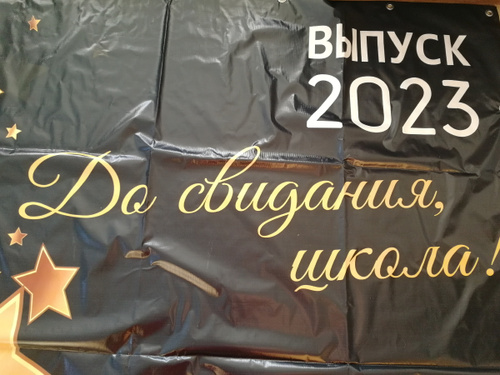 ВЫПУСК
2023
До свидания,
школа!